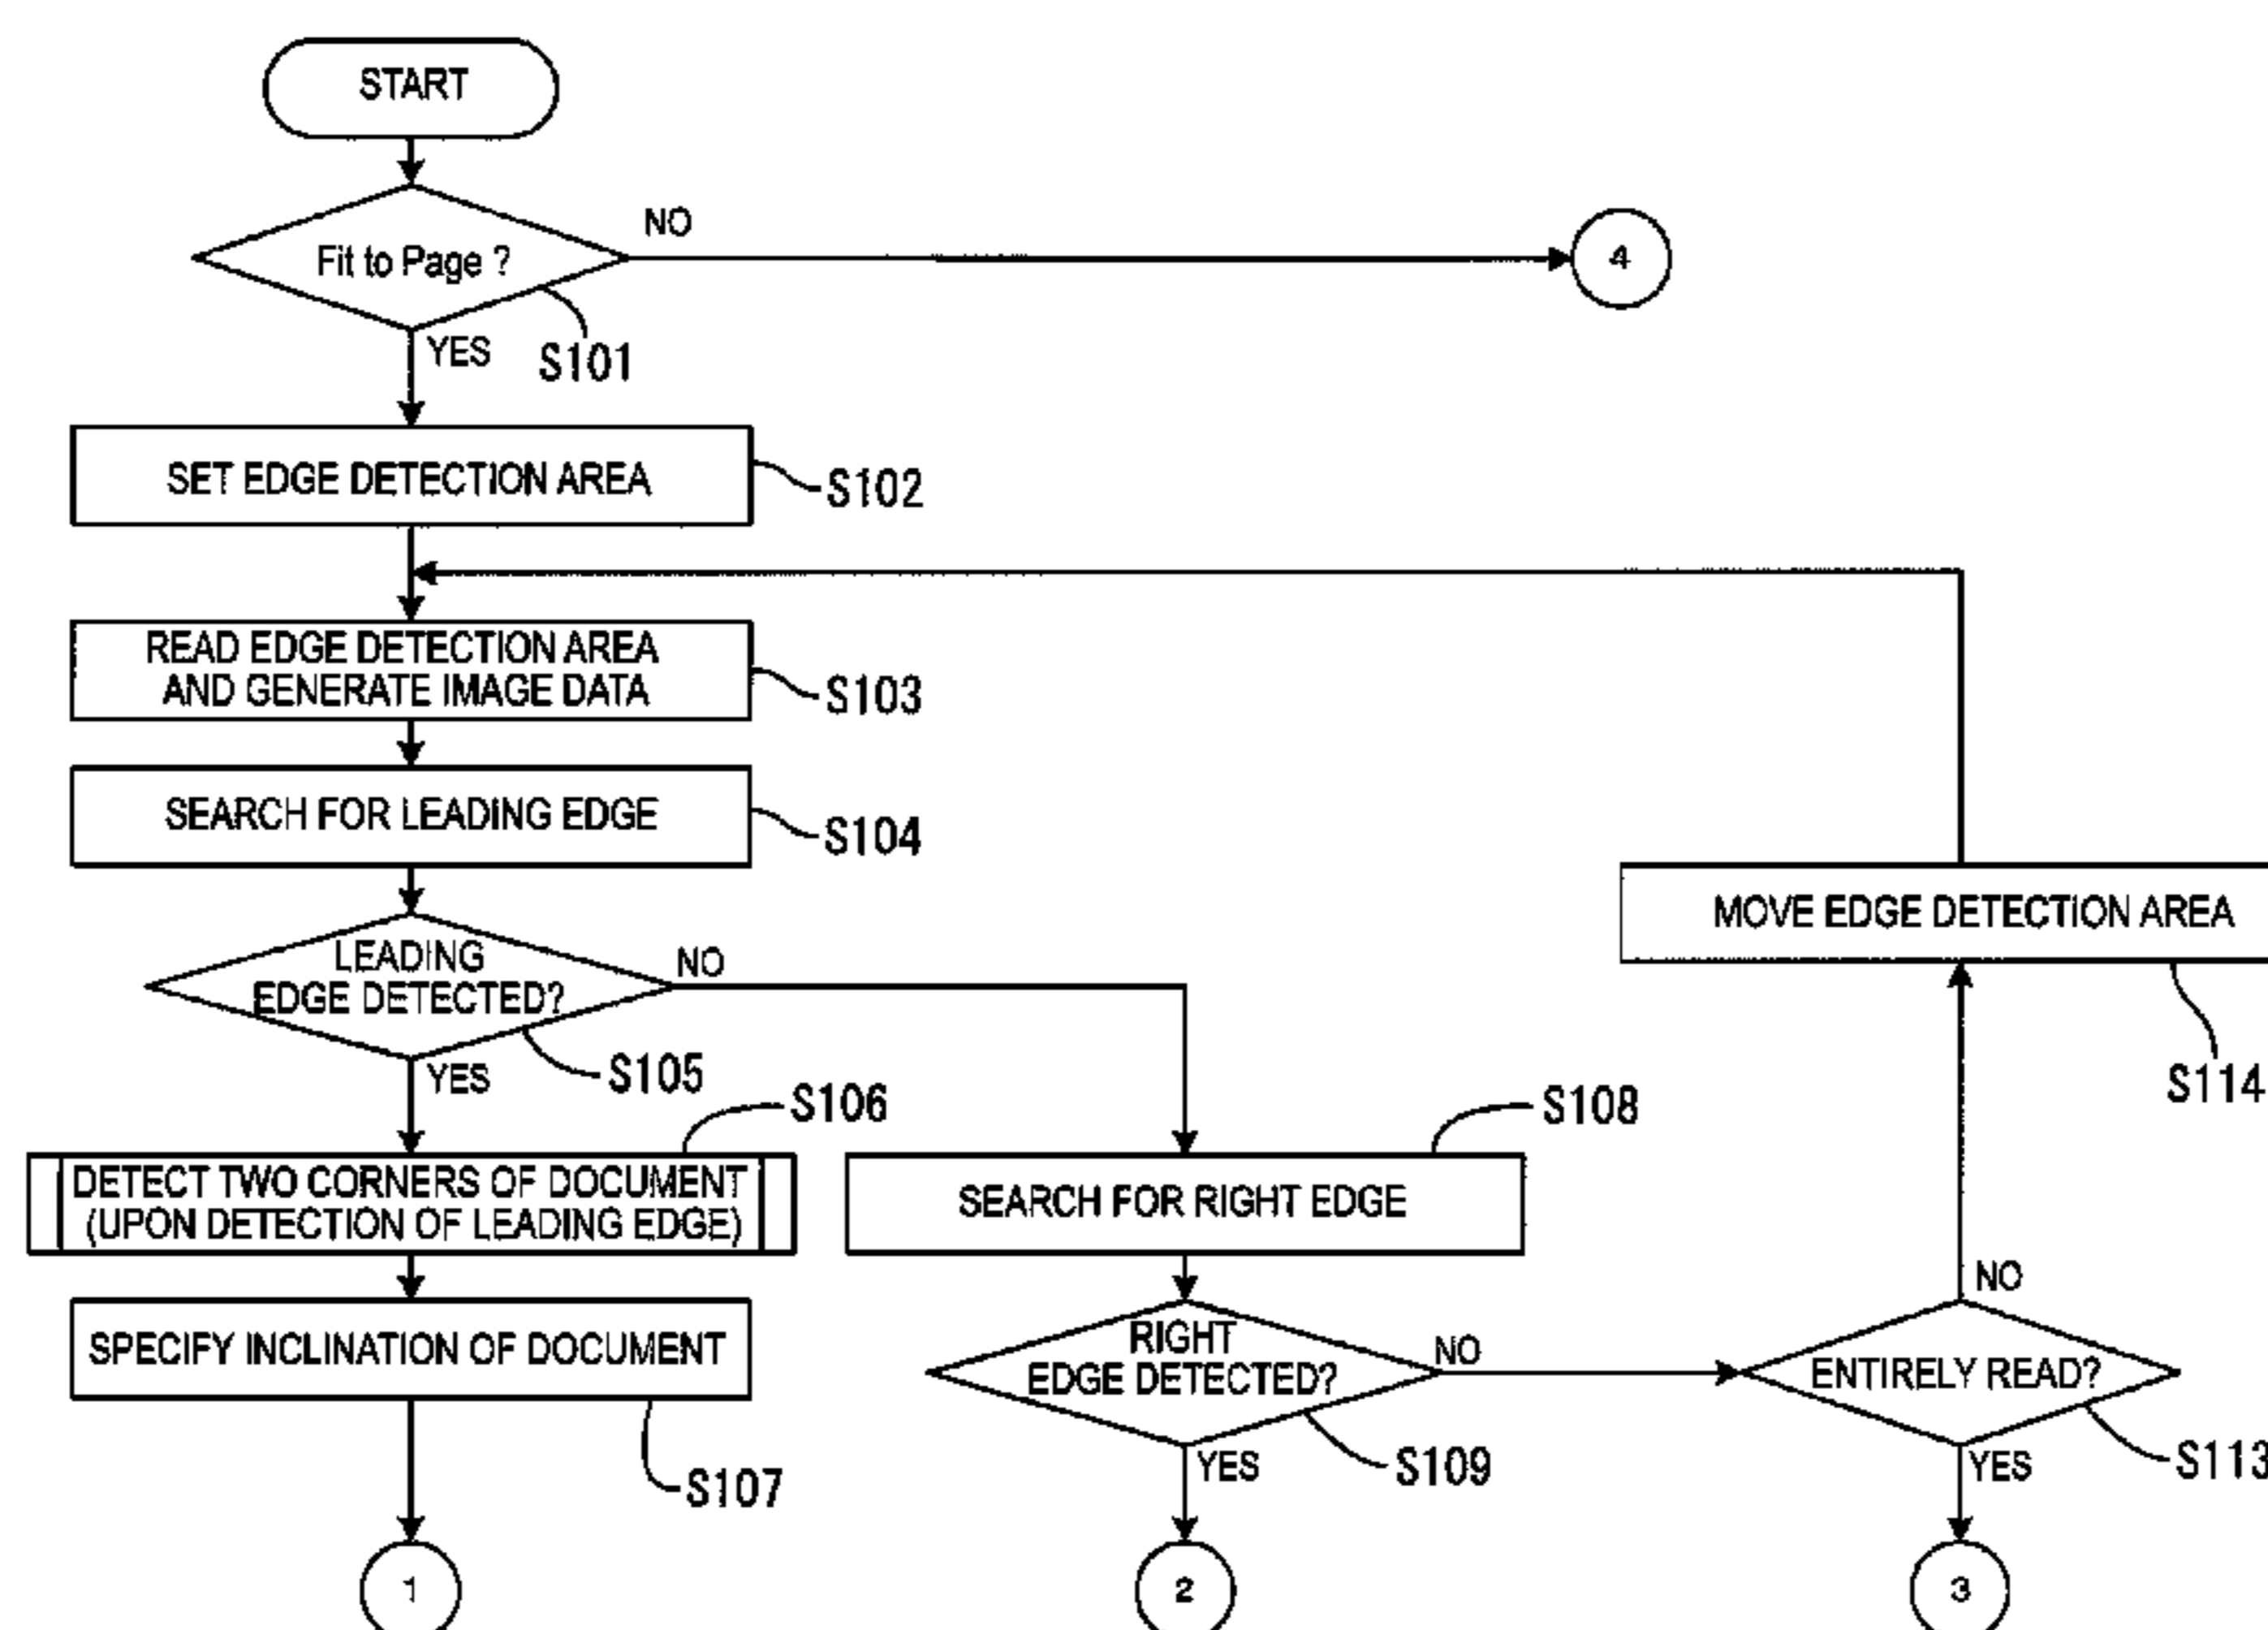 START
NO
Fit to Page ?
4
YES
S101
SET EDGE DETECTION AREA
S102
READ EDGE DETECTION AREA
AND GENERATE IMAGE DATA
S103
SEARCH FOR LEADING EDGE
S104
LEADING
EDGE DETECTED?
NO
YES
S105
MOVE EDGE DETECTION AREA
S114
S106
DETECT TWO CORNERS OF DOCUMENT
(UPON DETECTION OF LEADING EDGE)
S108
SEARCH FOR RIGHT EDGE
SPECIFY INCLINATION OF DOCUMENT
S107
RIGHT
EDGE DETECTED?
NO
YES
S109
NO
ENTIRELY READ?
YES
S113
1
2
3